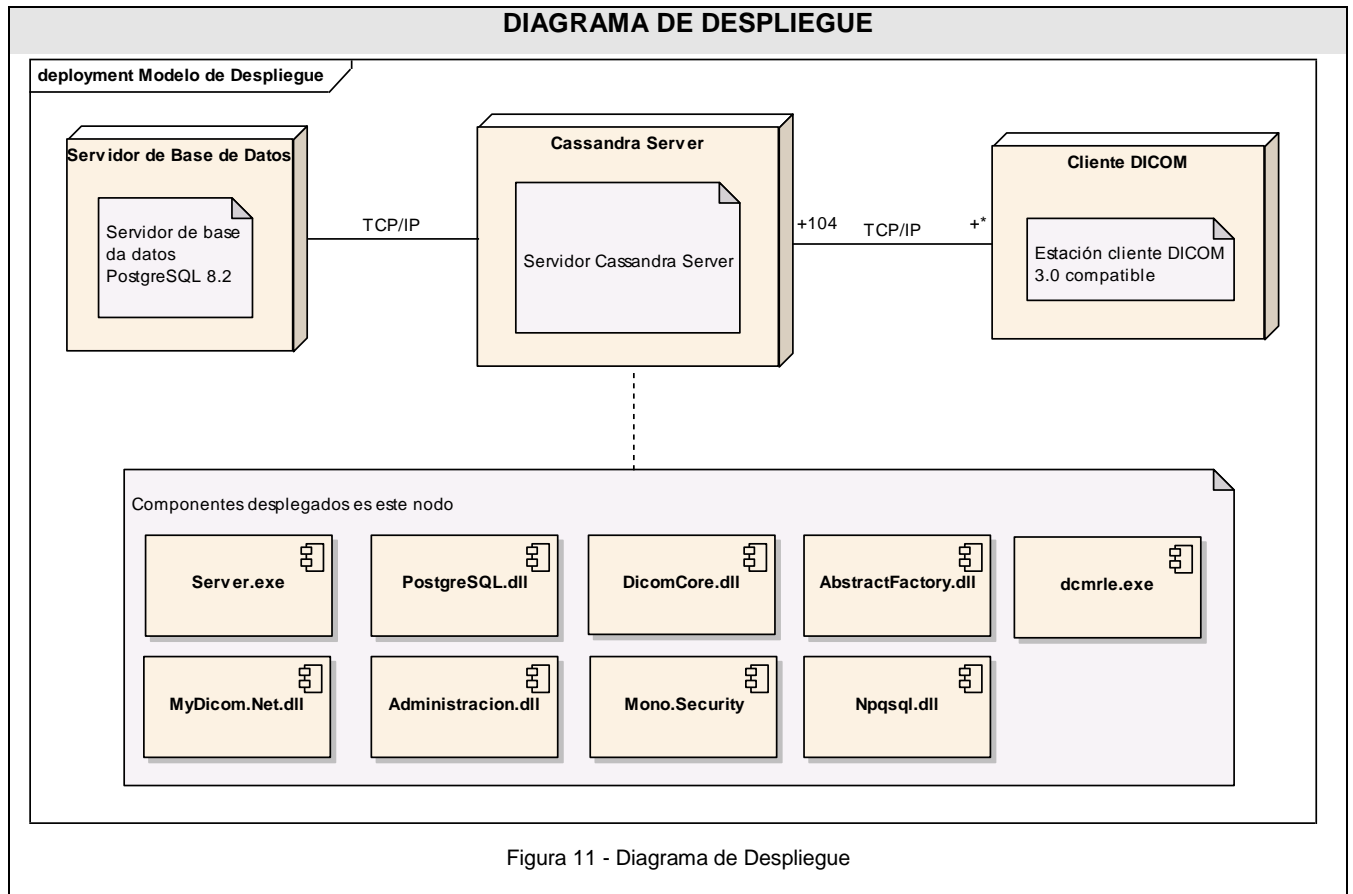 DIAGRAMA DE DESPLIEGUE
deployment Modelo de Despliegue
Servidor de Base de Datos
Servidor de base
da datos
PostgreSQL 8.2
TCP/IP
Cassandra Server
Servidor Cassandra Server
+104
TCP/IP
+*
Cliente DICOM
Estación cliente DICOM
3.0 compatible
Componentes desplegados es este nodo
Server.exe
PostgreSQL.dll
DicomCore.dll
AbstractFactory.dll
dcmrle.exe
MyDicom.Net.dll
Administracion.dll
Mono.Security
Npqsql.dll
Figura 11 - Diagrama de Despliegue